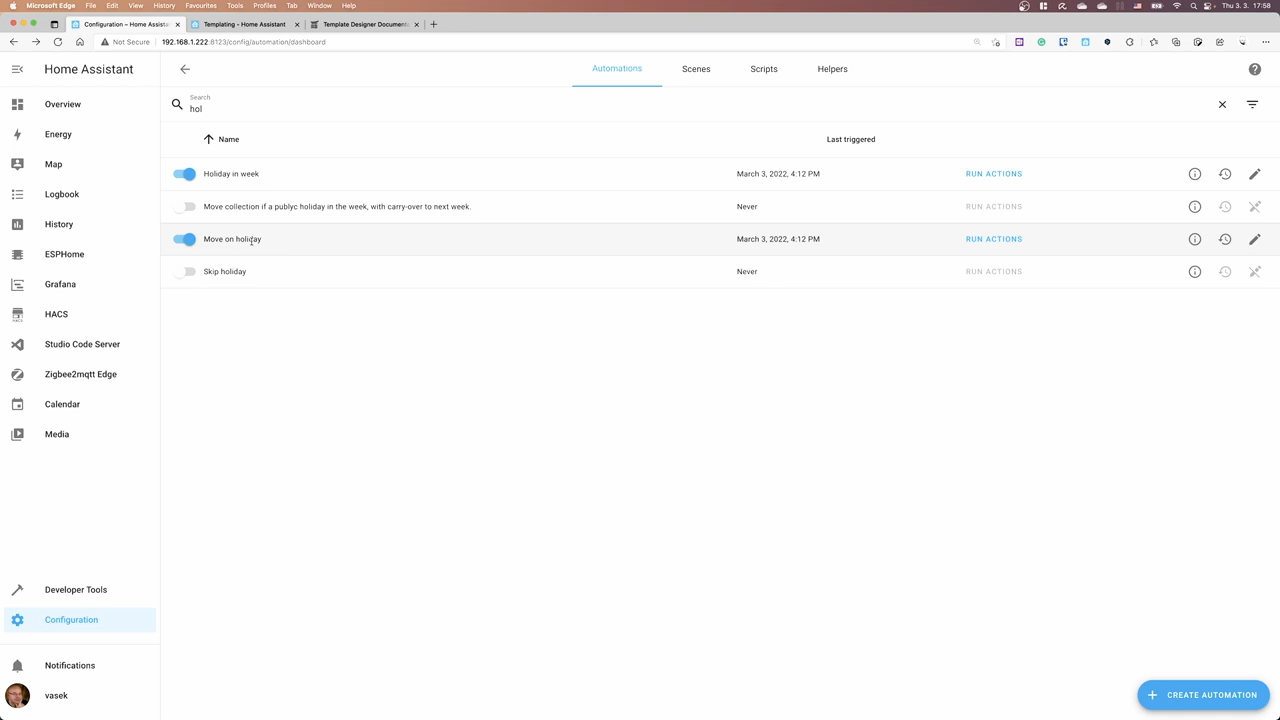 Microsoft Edge File Edit View History Favourites Tools Profiles Tab Window Help Thu 3. 3. 17:58
Configuration – Home Assista Templating - Home Assistant Template Designer Documenta
Not Secure 192.168.1.222:8123/config/automation/dashboard
Home Assistant
Automations Scenes Scripts Helpers
Overview
Search
hol
Energy
Name Last triggered
Map
Holiday in week March 3, 2022, 4:12 PM RUN ACTIONS
Logbook
Move collection if a publyc holiday in the week, with carry-over to next week. Never RUN ACTIONS
History
Move on holiday March 3, 2022, 4:12 PM RUN ACTIONS
ESPHome
Skip holiday Never RUN ACTIONS
Grafana
HACS
HACS
Studio Code Server
Zigbee2mqtt Edge
Calendar
Media
Developer Tools
Configuration
Notifications
vasek
CREATE AUTOMATION